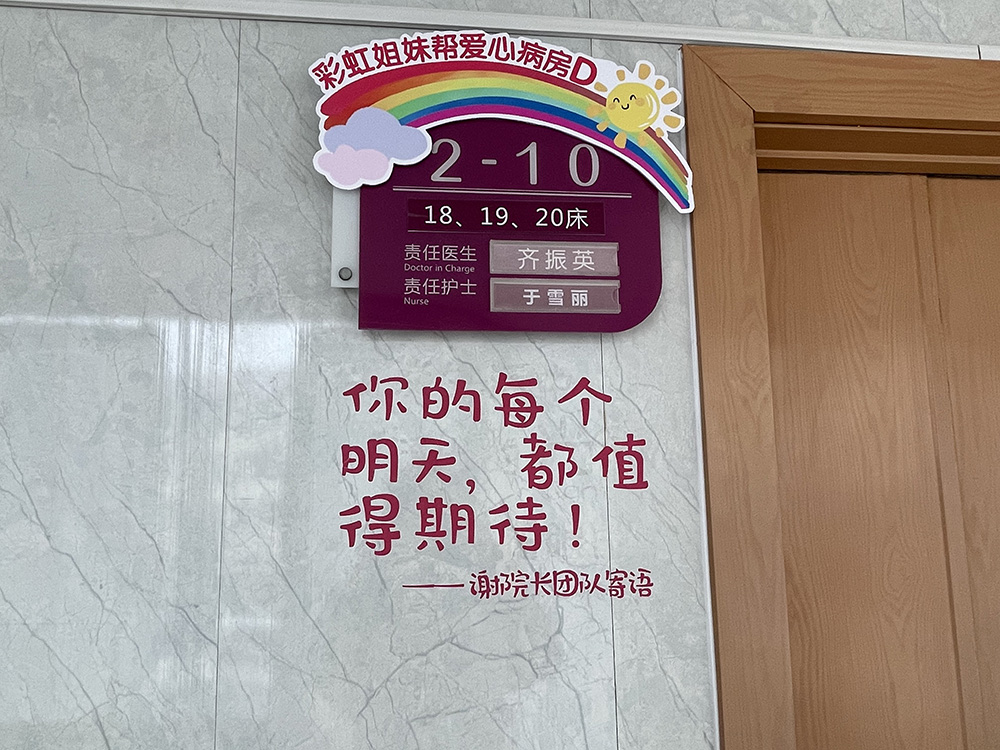 彩虹姐妹帮爱心病房D
2-10
18、19、20床
责任医生 齐振英
Doctor in Charge
责任护士 于雪丽
Nurse
你的每个
明天，都值
得期待！
——谢院长团队寄语